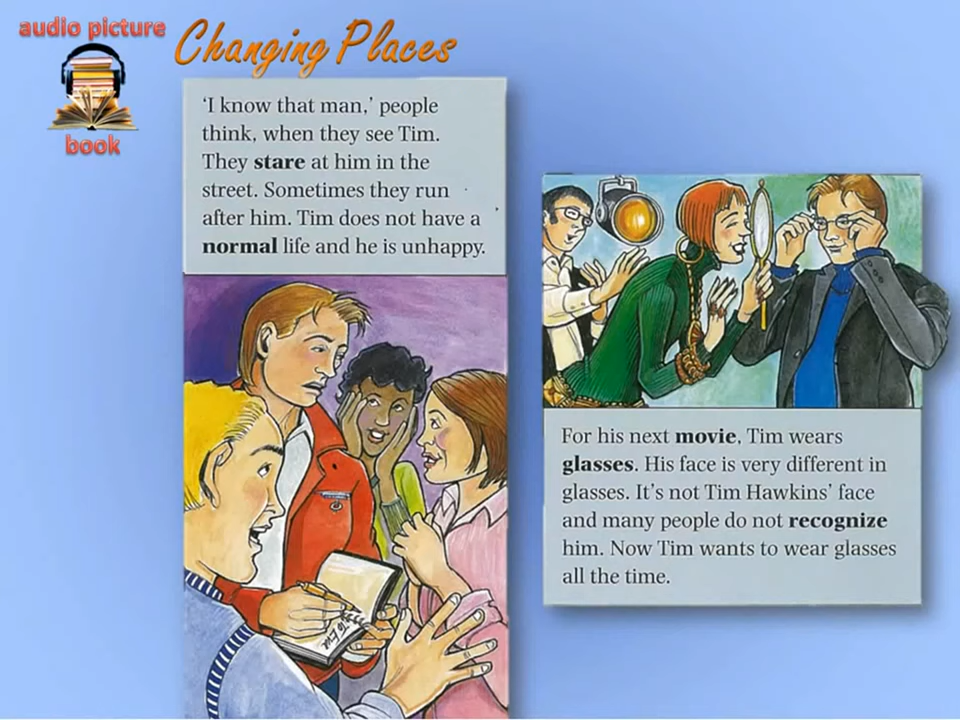 audio picture
book
Changing Places
'I know that man,' people
think, when they see Tim.
They stare at him in the
street. Sometimes they run
after him. Tim does not have a
normal life and he is unhappy.
For his next movie, Tim wears
glasses. His face is very different in
glasses. It's not Tim Hawkins' face
and many people do not recognize
him. Now Tim wants to wear glasses
all the time.